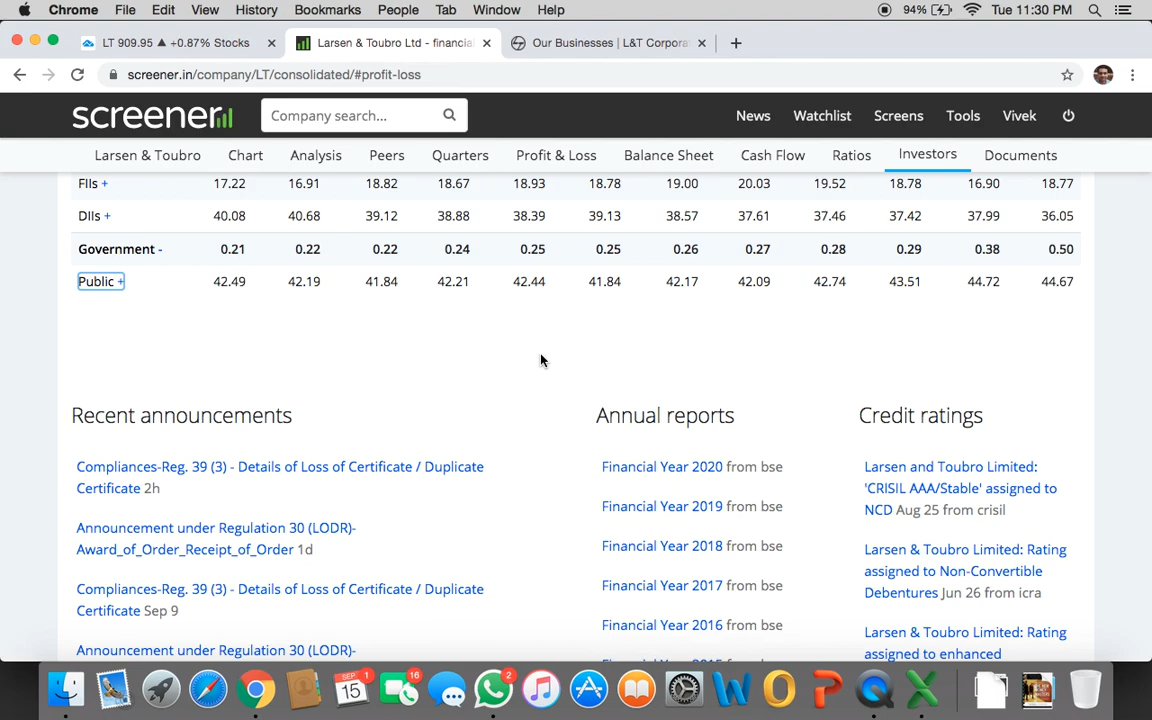 Chrome File Edit View History Bookmarks People Tab Window Help 94% Tue 11:30 PM
LT 909.95 ▲ +0.87% Stocks Larsen & Toubro Ltd - financia Our Businesses | L&T Corpora
screener.in/company/LT/consolidated/#profit-loss
screener Company search... News Watchlist Screens Tools Vivek
Larsen & Toubro Chart Analysis Peers Quarters Profit & Loss Balance Sheet Cash Flow Ratios Investors Documents
FIIs + 17.22 16.91 18.82 18.67 18.93 18.78 19.00 20.03 19.52 18.78 16.90 18.77
DIIs + 40.08 40.68 39.12 38.88 38.39 39.13 38.57 37.61 37.46 37.42 37.99 36.05
Government - 0.21 0.22 0.22 0.24 0.25 0.25 0.26 0.27 0.28 0.29 0.38 0.50
Public + 42.49 42.19 41.84 42.21 42.44 41.84 42.17 42.09 42.74 43.51 44.72 44.67
Recent announcements
Compliances-Reg. 39 (3) - Details of Loss of Certificate / Duplicate
Certificate 2h
Announcement under Regulation 30 (LODR)-
Award_of_Order_Receipt_of_Order 1d
Compliances-Reg. 39 (3) - Details of Loss of Certificate / Duplicate
Certificate Sep 9
Announcement under Regulation 30 (LODR)-
Annual reports
Financial Year 2020 from bse
Financial Year 2019 from bse
Financial Year 2018 from bse
Financial Year 2017 from bse
Financial Year 2016 from bse
Credit ratings
Larsen and Toubro Limited:
'CRISIL AAA/Stable' assigned to
NCD Aug 25 from crisil
Larsen & Toubro Limited: Rating
assigned to Non-Convertible
Debentures Jun 26 from icra
Larsen & Toubro Limited: Rating
assigned to enhanced
SEP 15 1 16 2